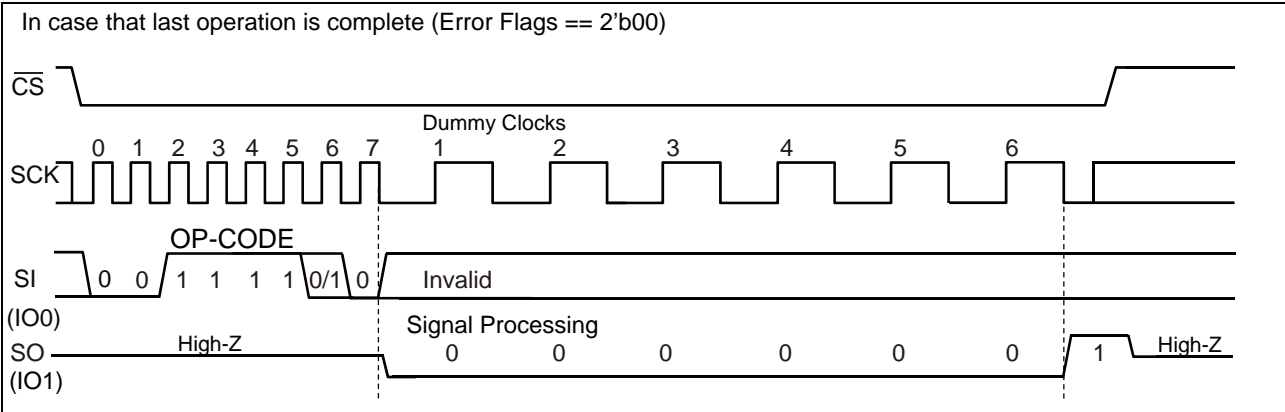 In case that last operation is complete (Error Flags == 2'b00)
CS
Dummy Clocks
0 1 2 3 4 5 6 7 1 2 3 4 5 6
SCK
OP-CODE
SI 0 0 1 1 1 1 0/1 0 Invalid
(IO0)
Signal Processing
High-Z
SO 0 0 0 0 0 0 1 High-Z
(IO1)